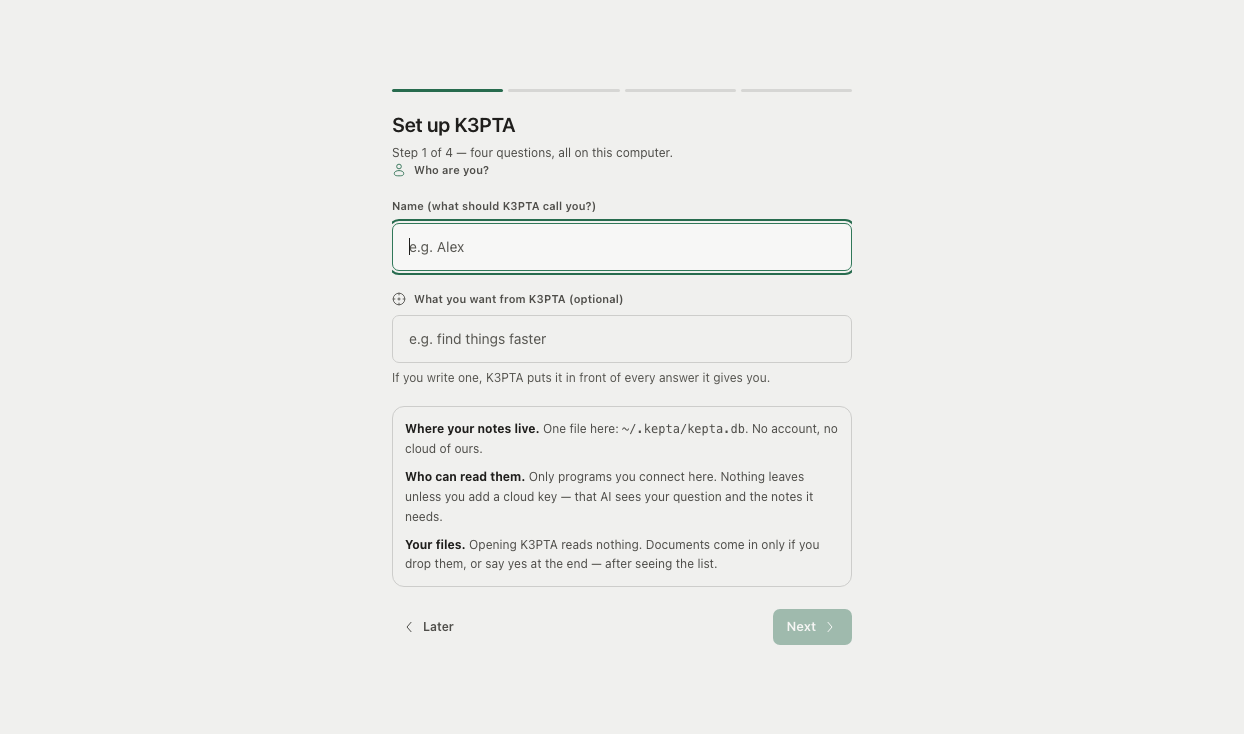 Set up K3PTA
Step 1 of 4 — four questions, all on this computer.
Who are you?
Name (what should K3PTA call you?)
e.g. Alex
What you want from K3PTA (optional)
e.g. find things faster
If you write one, K3PTA puts it in front of every answer it gives you.
Where your notes live. One file here: ~/.kepta/kepta.db. No account, no
cloud of ours.
Who can read them. Only programs you connect here. Nothing leaves
unless you add a cloud key — that AI sees your question and the notes it
needs.
Your files. Opening K3PTA reads nothing. Documents come in only if you
drop them, or say yes at the end — after seeing the list.
Later
Next